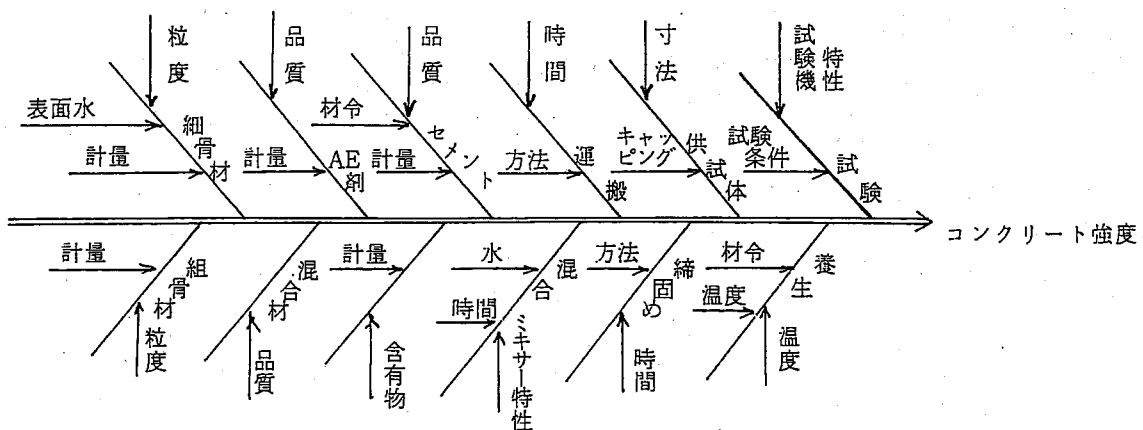 粒度
品質
品質
時間
寸法
試験機
特性
表面水
細骨材
材令
セメント
キャッ
ピング
供試体
試験
条件
計量
計量
AE
剤
計量
方法
運搬
試験
コンクリート強度
計量
組骨材
混合材
計量
水
混合
方法
締固め
材令
養生
時間
温度
粒度
品質
含有物
ミキサー特性
時間
温度